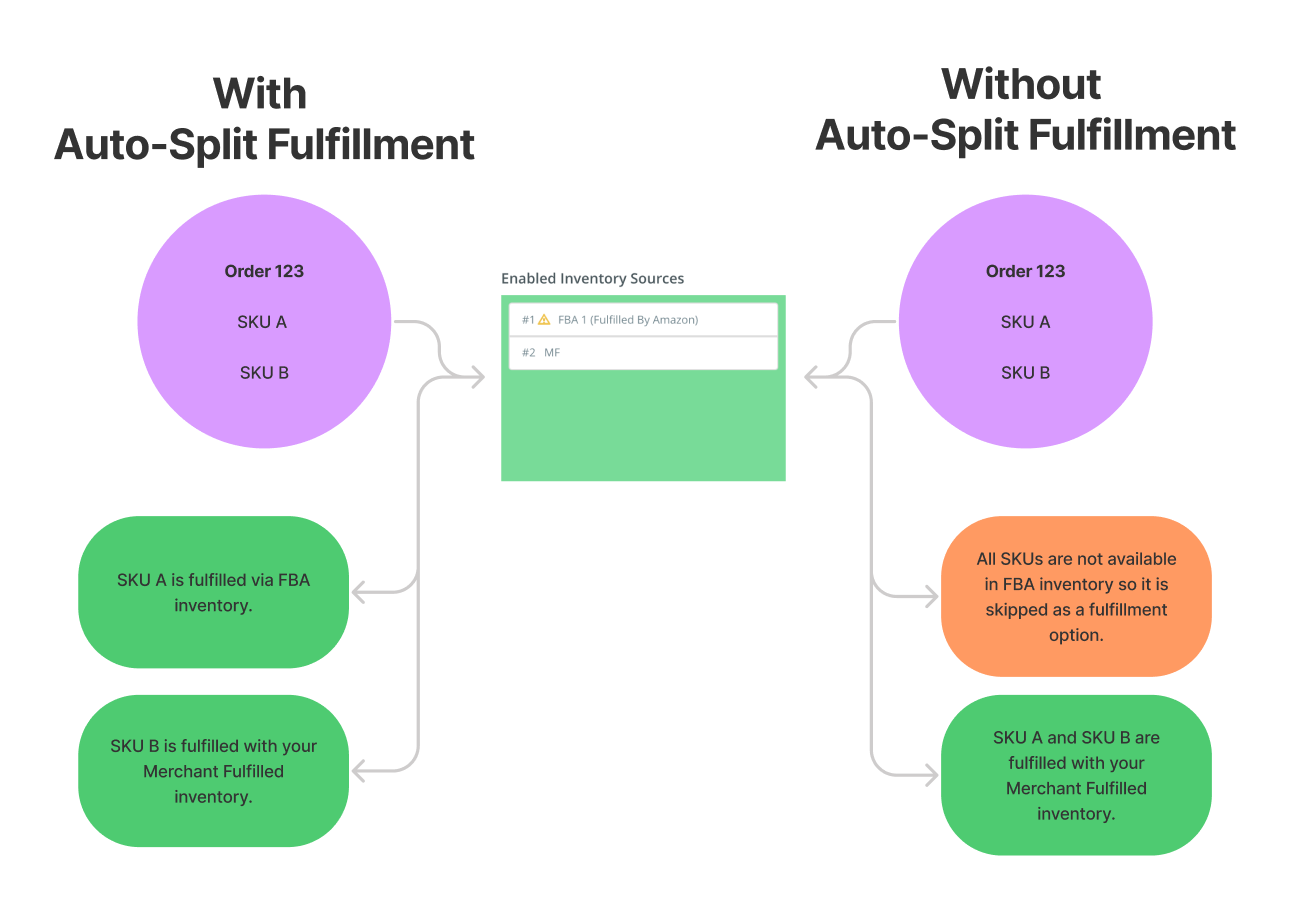 With
Auto-Split Fulfillment
Order 123
SKU A
SKU B
SKU A is fulfilled via FBA
inventory.
SKU B is fulfilled with your
Merchant Fulfilled
inventory.
Enabled Inventory Sources
#1 FBA 1 (Fulfilled By Amazon)
#2 MF
Without
Auto-Split Fulfillment
Order 123
SKU A
SKU B
All SKUs are not available
in FBA inventory so it is
skipped as a fulfillment
option.
SKU A and SKU B are
fulfilled with your
Merchant Fulfilled
inventory.